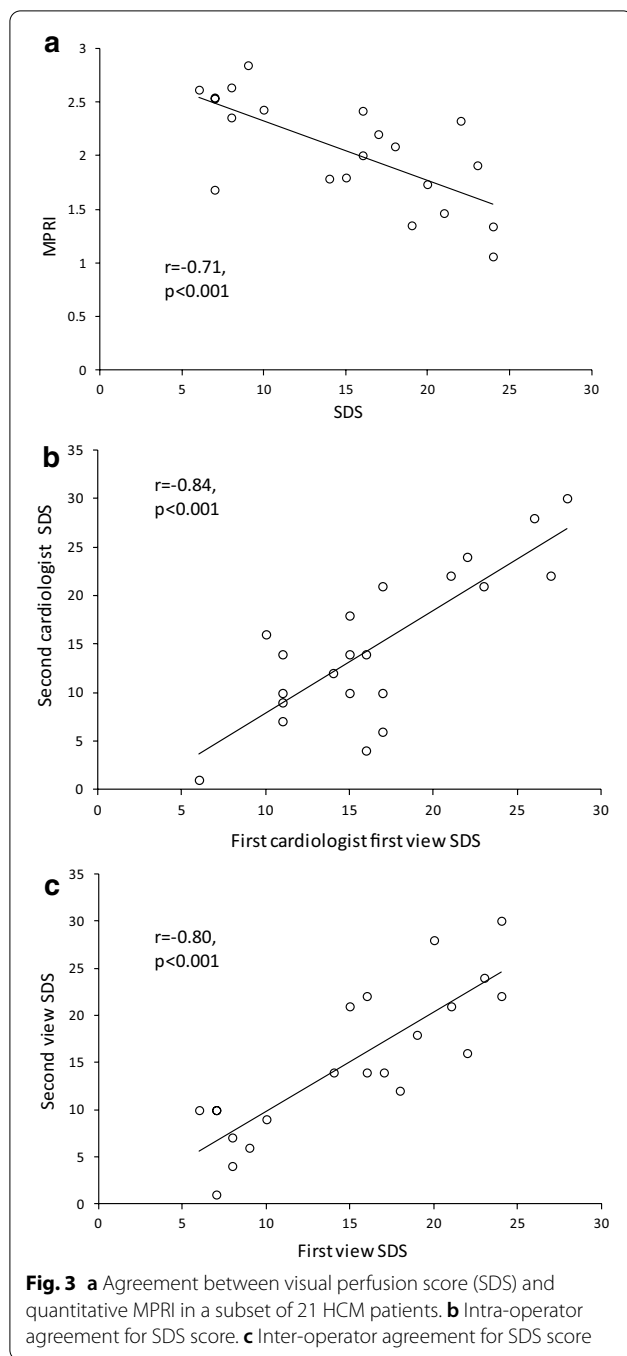 a
3
2.5
2
1.5
1
0.5
0
MPRI
r=-0.71,
p<0.001
0 5 10 15 20 25 30
SDS
b
35
30
25
20
15
10
5
0
Second cardiologist SDS
r=-0.84,
p<0.001
0 5 10 15 20 25 30
First cardiologist first view SDS
c
35
30
25
20
15
10
5
0
Second view SDS
r=-0.80,
p<0.001
0 5 10 15 20 25 30
First view SDS
Fig. 3 a Agreement between visual perfusion score (SDS) and
quantitative MPRI in a subset of 21 HCM patients. b Intra-operator
agreement for SDS score. c Inter-operator agreement for SDS score